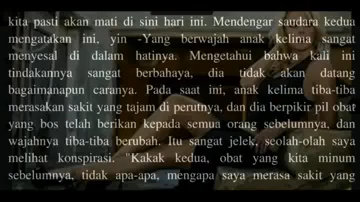 kita pasti akan mati di sini hari ini. Mendengar saudara kedua
mengatakan ini, yin -Yang berwajah anak kelima sangat
menyesal di dalam hatinya. Mengetahui bahwa kali ini
tindakannya sangat berbahaya, dia tidak akan datang
bagaimanapun caranya. Pada saat ini, anak kelima tiba-tiba
merasakan sakit yang tajam di perutnya, dan dia berpikir pil obat
yang bos telah berikan kepada semua orang sebelumnya, dan
wajahnya tiba-tiba berubah. Itu sangat jelek, seolah-olah saya
melihat konspirasi. "Kakak kedua, obat yang kita minum
sebelumnya, tidak apa-apa, mengapa saya merasa sakit yang